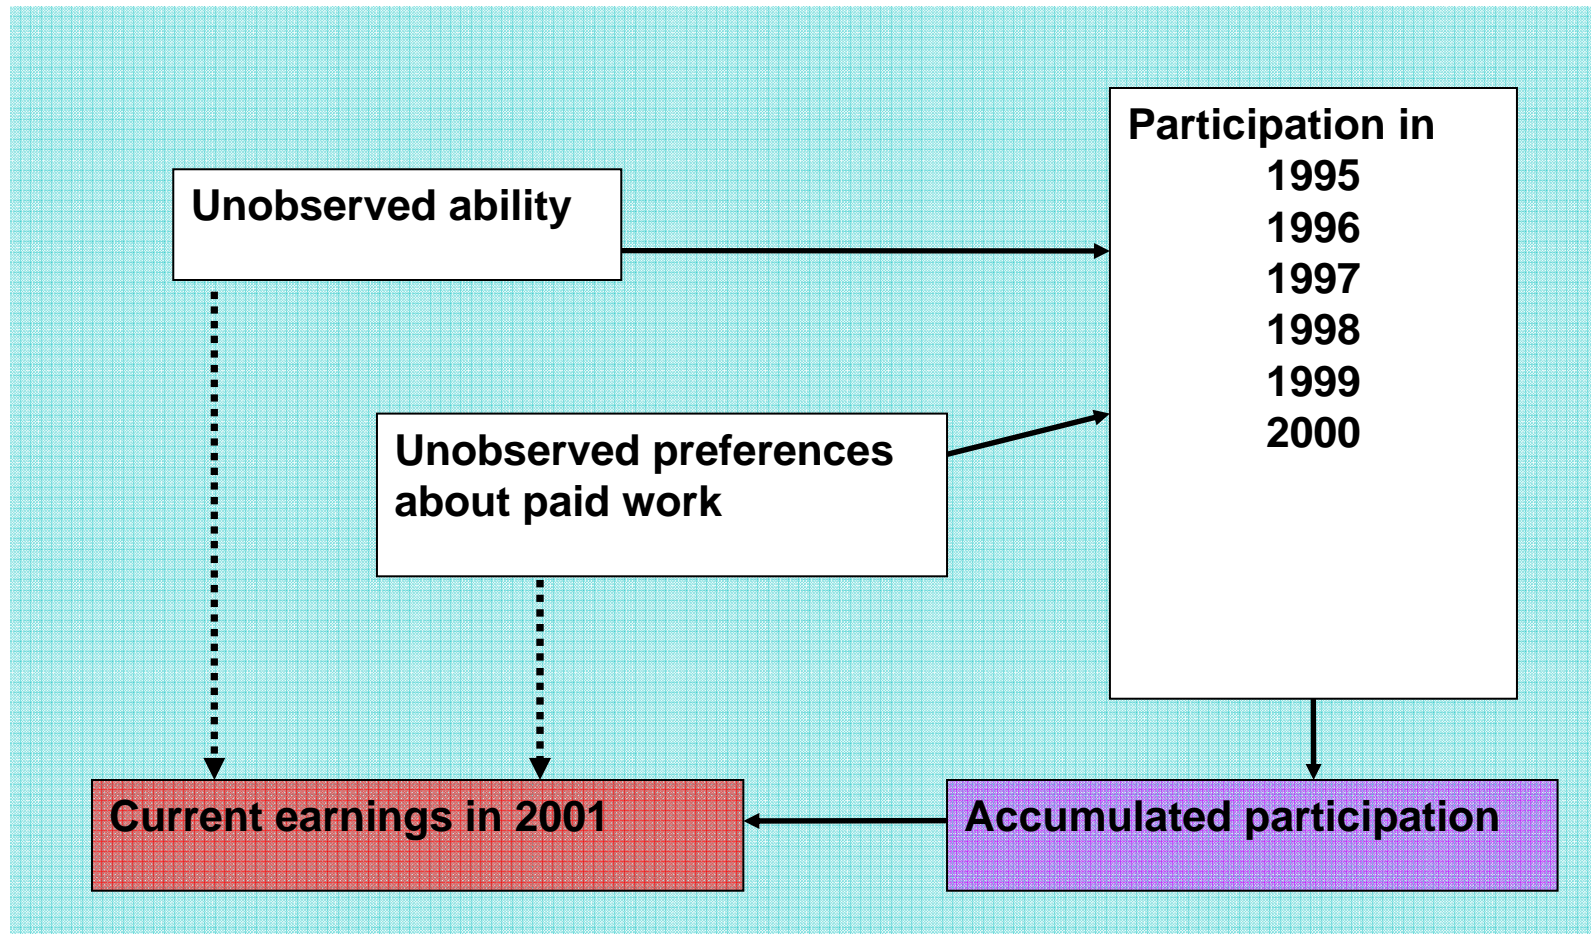 Participation in
1995
1996
1997
1998
1999
2000
Unobserved ability
Unobserved preferences
about paid work
Current earnings in 2001
Accumulated participation